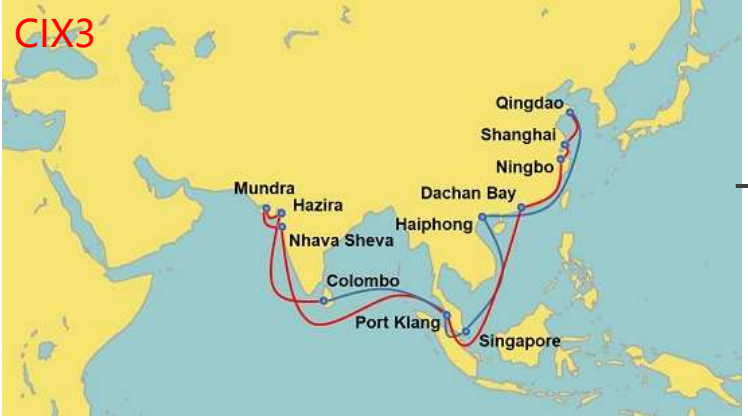 CIX3
Qingdao
Shanghai
Ningbo
Mundra
Hazira
Dachan Bay
Haiphong
Nhava Sheva
Colombo
Port Klang
Singapore